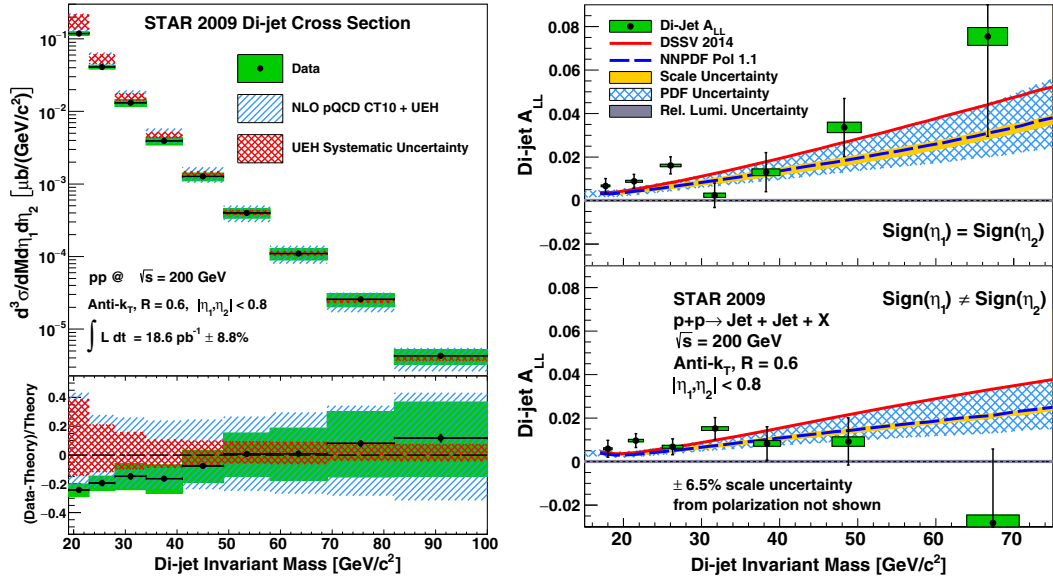 STAR 2009 Di-jet Cross Section
Data
NLO pQCD CT10 + UEH
UEH Systematic Uncertainty
d³σ/dMdη₁dη₂ [μb/(GeV/c²)]
10⁻¹
10⁻²
10⁻³
10⁻⁴
10⁻⁵
pp @ √s = 200 GeV
Anti-k_T, R = 0.6, |η₁,η₂| < 0.8
∫ L dt = 18.6 pb⁻¹ ± 8.8%
(Data-Theory)/Theory
0.4
0.2
0
−0.2
−0.4
20 30 40 50 60 70 80 90 100
Di-jet Invariant Mass [GeV/c²]
Di-jet A_LL
0.08
0.06
0.04
0.02
0
−0.02
Di-Jet A_LL
DSSV 2014
NNPDF Pol 1.1
Scale Uncertainty
PDF Uncertainty
Rel. Lumi. Uncertainty
Sign(η₁) = Sign(η₂)
Di-jet A_LL
0.08
0.06
0.04
0.02
0
−0.02
STAR 2009
Sign(η₁) ≠ Sign(η₂)
p+p→ Jet + Jet + X
√s = 200 GeV
Anti-k_T, R = 0.6
|η₁,η₂| < 0.8
± 6.5% scale uncertainty
from polarization not shown
20 30 40 50 60 70
Di-jet Invariant Mass [GeV/c²]